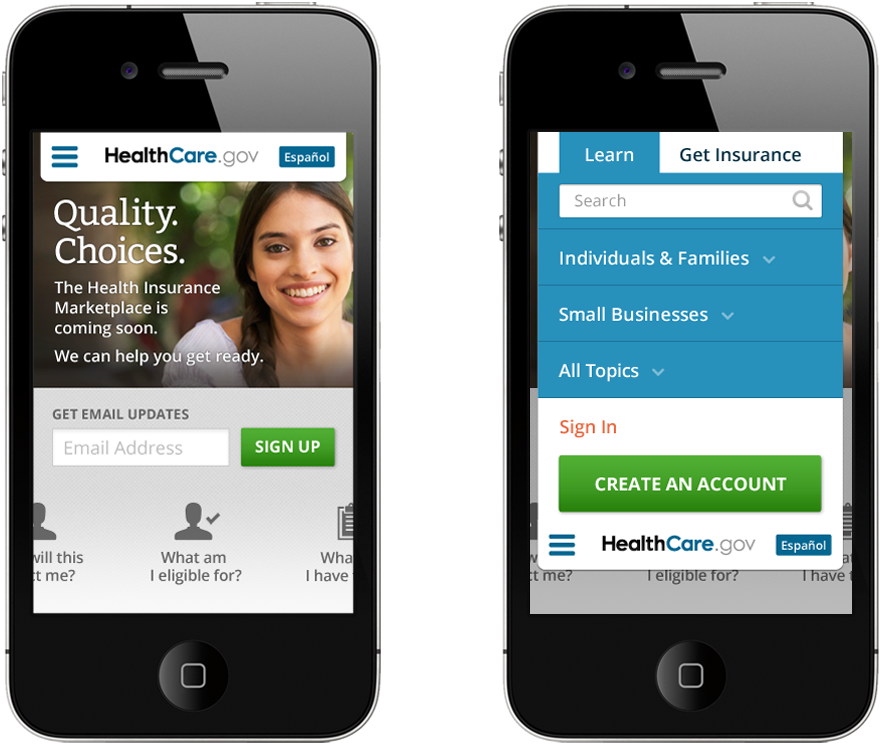 HealthCare.gov
Español
Quality.
Choices.
The Health Insurance
Marketplace is
coming soon.
We can help you get ready.
GET EMAIL UPDATES
Email Address
SIGN UP
will this
me?
What am
I eligible for?
I have
Learn
Get Insurance
Search
Individuals & Families
Small Businesses
All Topics
Sign In
CREATE AN ACCOUNT
HealthCare.gov
Español
me?
I eligible for?
I have